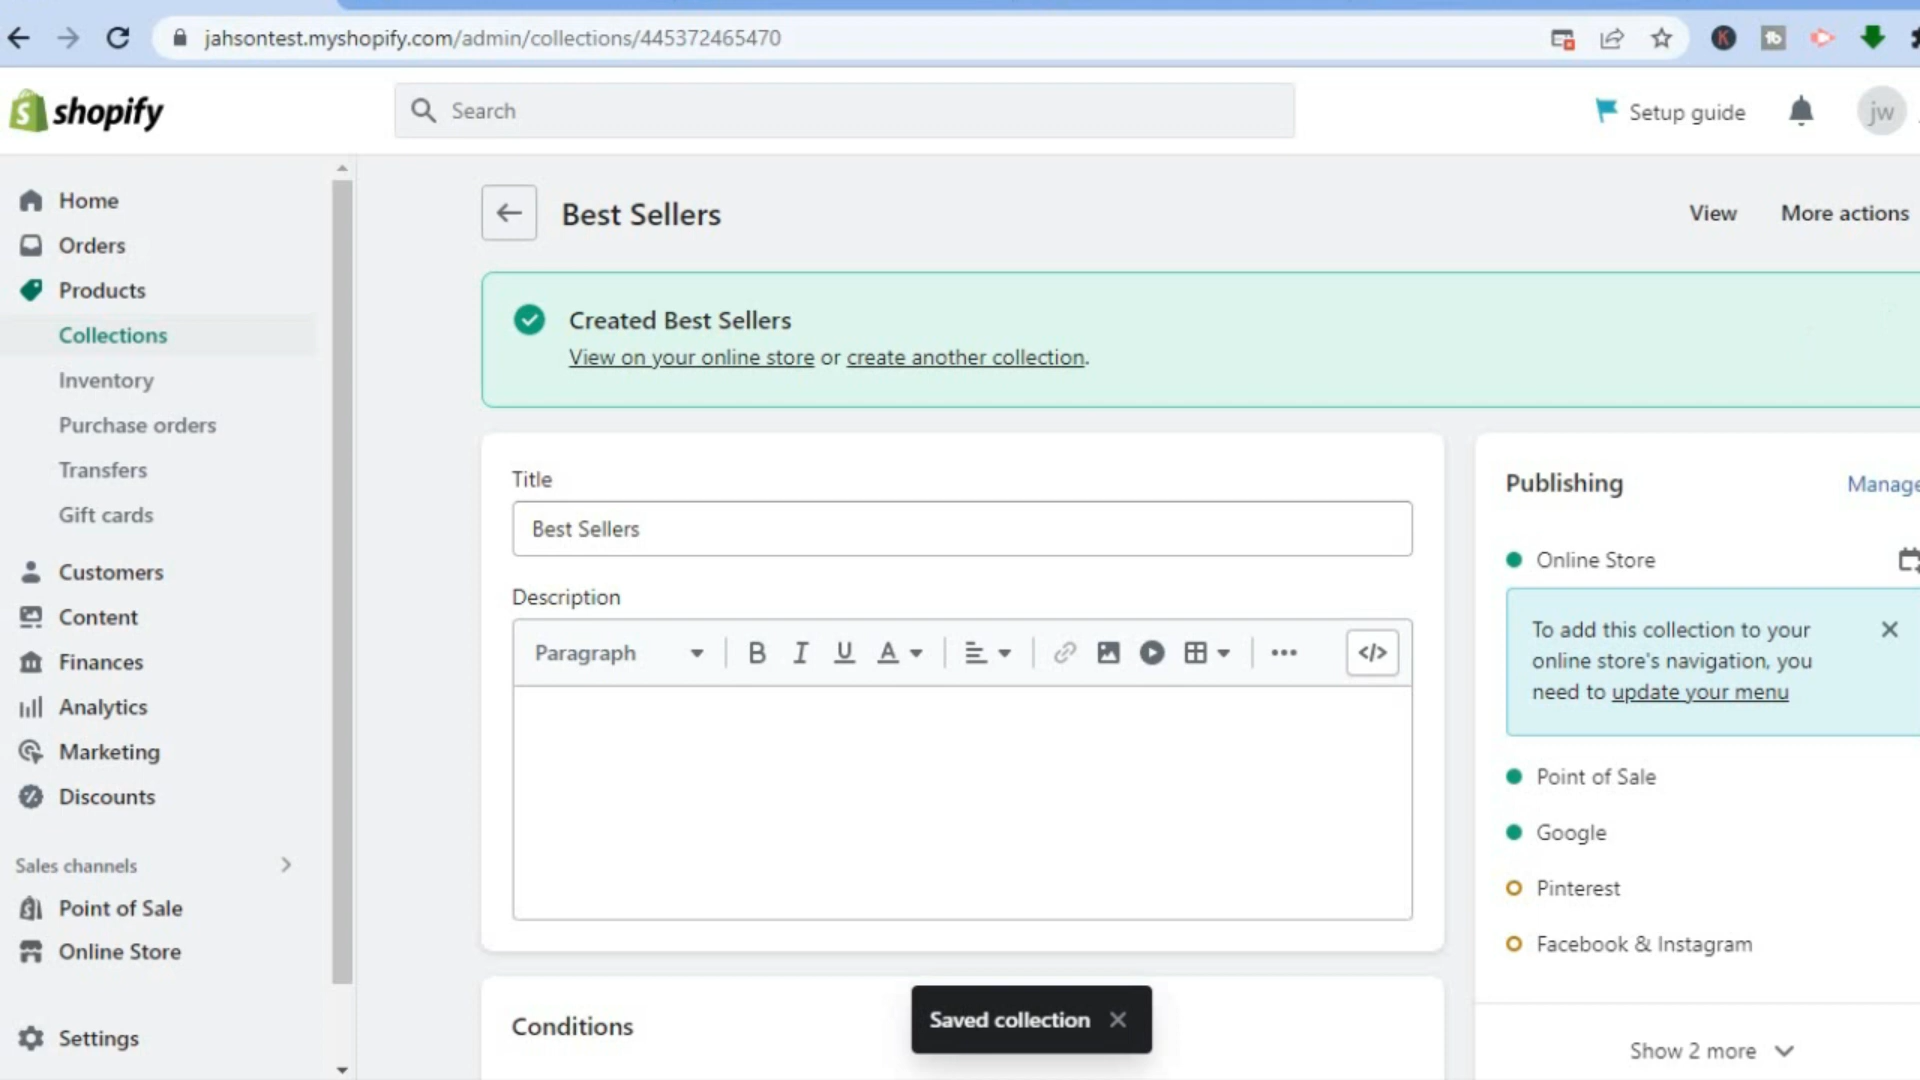 jahsontest.myshopify.com/admin/collections/445372465470
K
tb
shopify
Search
Setup guide
jw
Home
Orders
Products
Collections
Inventory
Purchase orders
Transfers
Gift cards
Customers
Content
Finances
Analytics
Marketing
Discounts
Sales channels
Point of Sale
Online Store
Settings
Best Sellers
View
More actions
Created Best Sellers
View on your online store or create another collection.
Title
Best Sellers
Description
Paragraph
B I U A
</>
Conditions
Saved collection
Publishing
Manage
Online Store
To add this collection to your
online store's navigation, you
need to update your menu
Point of Sale
Google
Pinterest
Facebook & Instagram
Show 2 more